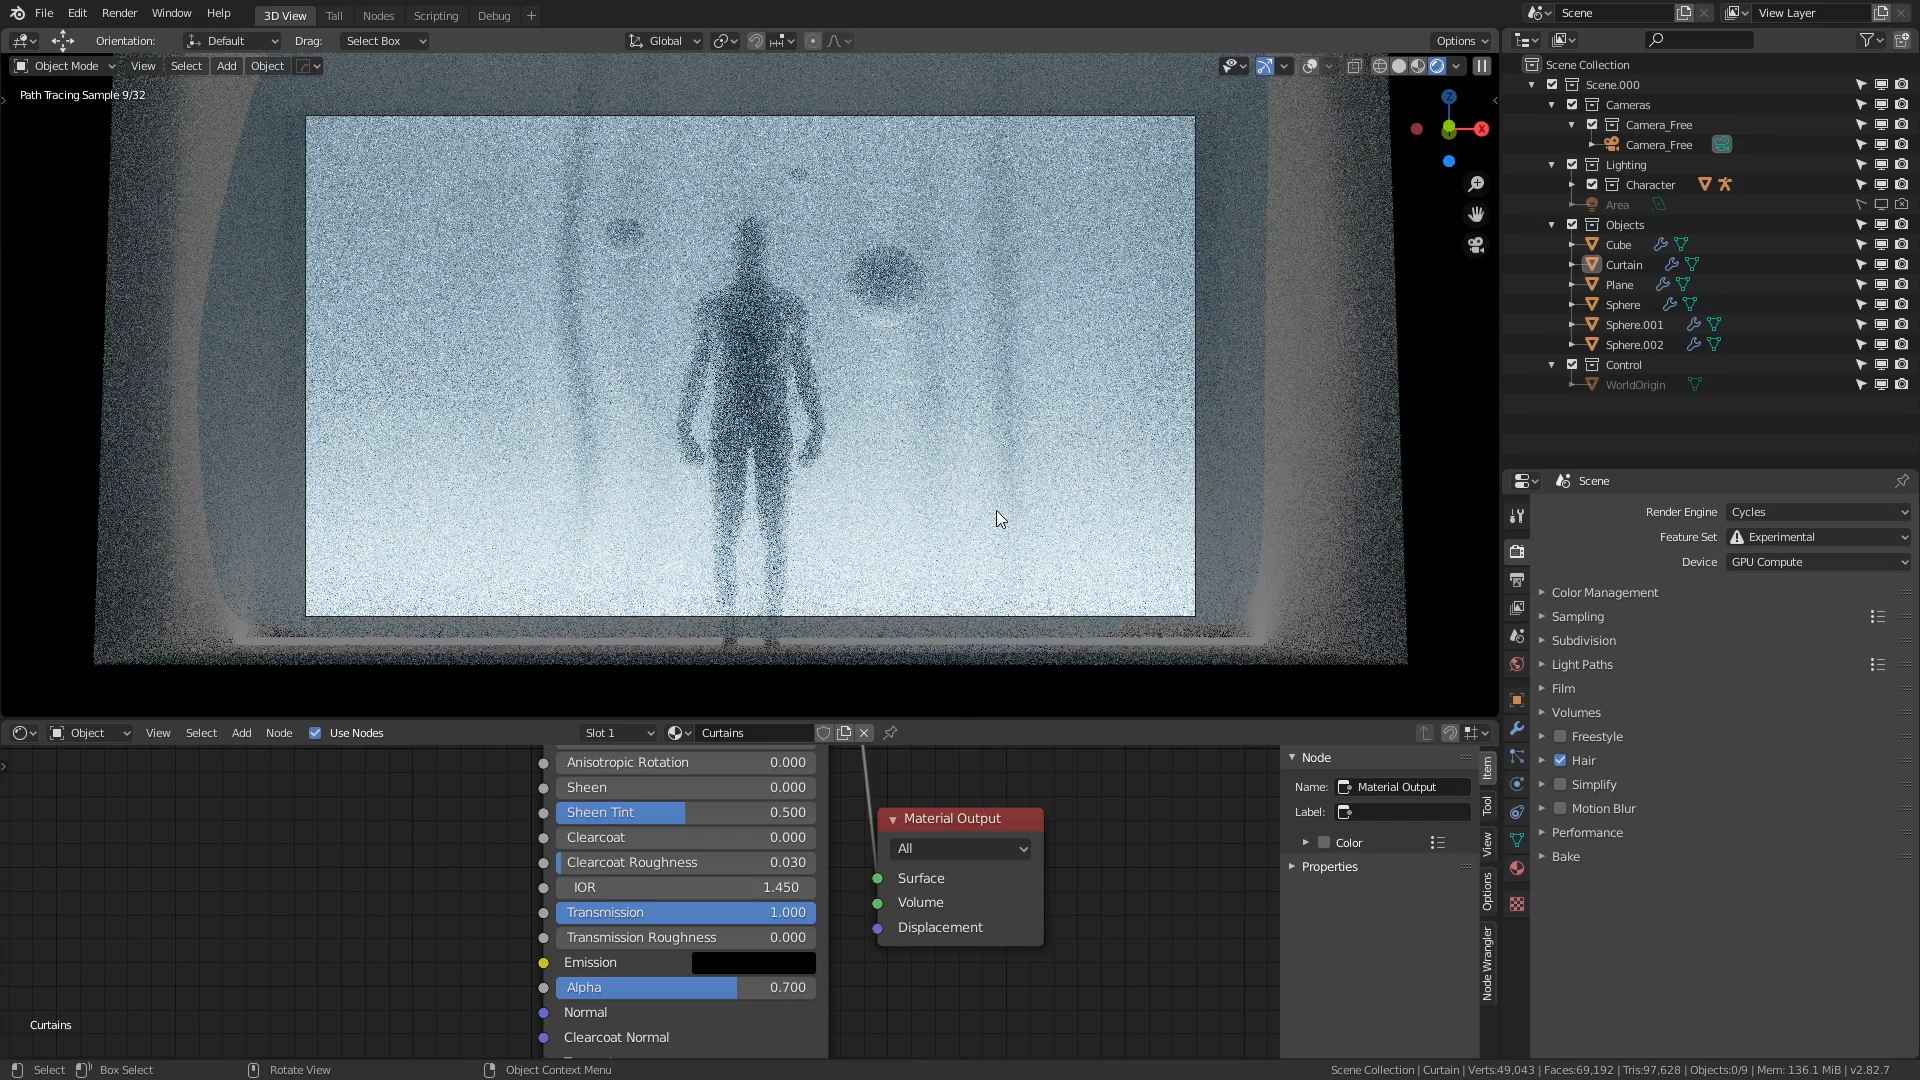 File Edit Render Window Help 3D View Tall Nodes Scripting Debug + Scene View Layer
Orientation: Default Drag: Select Box Global Options
Object Mode View Select Add Object
Path Tracing Sample 9/32
Z
X
Scene Collection
Scene.000
Cameras
Camera_Free
Camera_Free
Lighting
Character
Area
Objects
Cube
Curtain
Plane
Sphere
Sphere.001
Sphere.002
Control
WorldOrigin
Scene
Render Engine Cycles
Feature Set Experimental
Device GPU Compute
Color Management
Sampling
Subdivision
Light Paths
Film
Volumes
Freestyle
Hair
Simplify
Motion Blur
Performance
Bake
Object View Select Add Node Use Nodes Slot 1 Curtains
Anisotropic Rotation 0.000
Sheen 0.000
Sheen Tint 0.500
Clearcoat 0.000
Clearcoat Roughness 0.030
IOR 1.450
Transmission 1.000
Transmission Roughness 0.000
Emission
Alpha 0.700
Normal
Clearcoat Normal
Material Output
All
Surface
Volume
Displacement
Node
Name: Material Output
Label:
Color
Properties
Item
Tool
View
Options
Node Wrangler
Curtains
Select Box Select Rotate View Object Context Menu
Scene Collection | Curtain | Verts:49,043 | Faces:69,192 | Tris:97,628 | Objects:0/9 | Mem: 136.1 MiB | v2.82.7